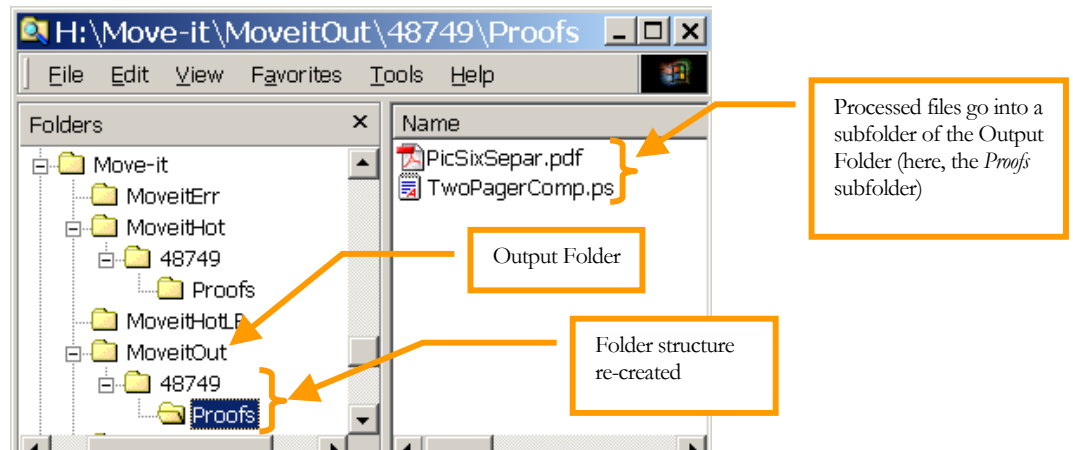 H:\Move-it\MoveitOut\48749\Proofs
File Edit View Favorites Tools Help
Folders
Move-it
MoveitErr
MoveitHot
48749
Proofs
MoveitHotLF
MoveitOut
48749
Proofs
Name
PicSixSepar.pdf
TwoPagerComp.ps
Processed files go into a
subfolder of the Output
Folder (here, the Proofs
subfolder)
Output Folder
Folder structure
re-created